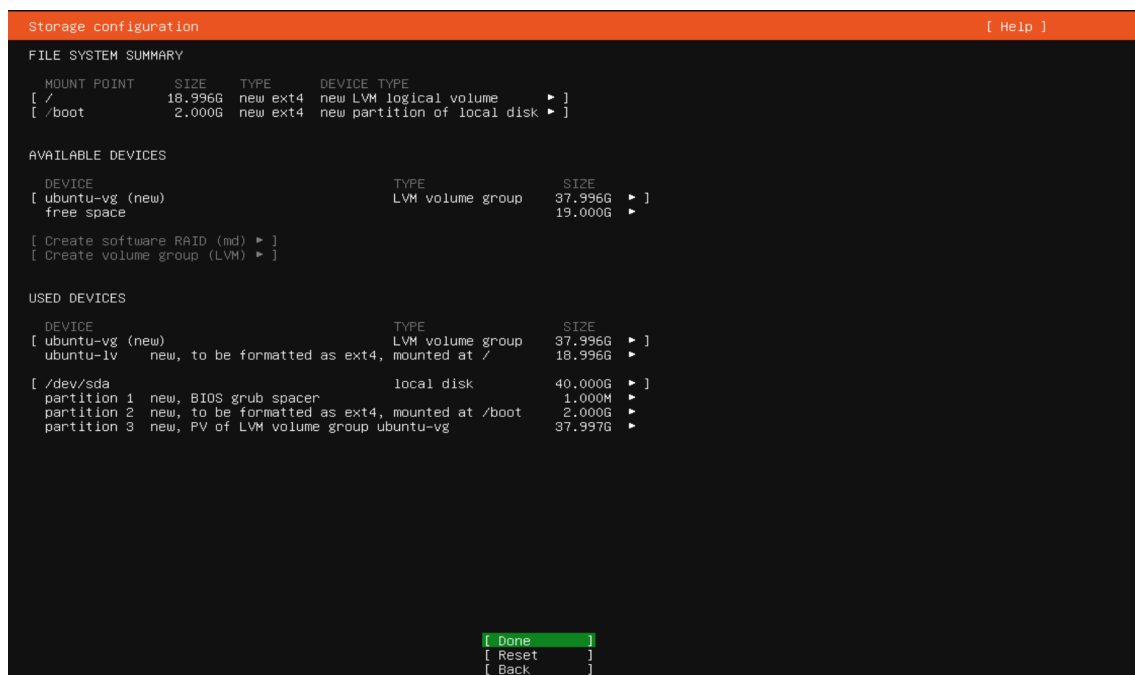 Storage configuration [ Help ]
FILE SYSTEM SUMMARY
MOUNT POINT SIZE TYPE DEVICE TYPE
[ / 18.996G new ext4 new LVM logical volume ▸ ]
[ /boot 2.000G new ext4 new partition of local disk ▸ ]
AVAILABLE DEVICES
DEVICE TYPE SIZE
[ ubuntu-vg (new) LVM volume group 37.996G ▸ ]
free space 19.000G ▸
[ Create software RAID (md) ▸ ]
[ Create volume group (LVM) ▸ ]
USED DEVICES
DEVICE TYPE SIZE
[ ubuntu-vg (new) LVM volume group 37.996G ▸ ]
ubuntu-lv new, to be formatted as ext4, mounted at / 18.996G ▸
[ /dev/sda local disk 40.000G ▸ ]
partition 1 new, BIOS grub spacer 1.000M ▸
partition 2 new, to be formatted as ext4, mounted at /boot 2.000G ▸
partition 3 new, PV of LVM volume group ubuntu-vg 37.997G ▸
[ Done ]
[ Reset ]
[ Back ]